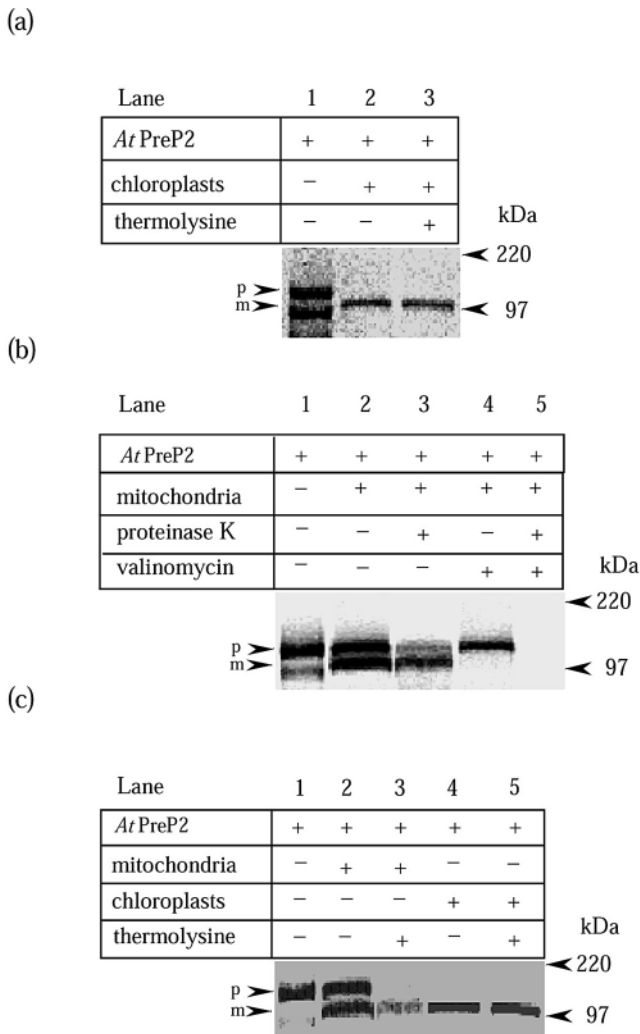 (a)
Lane 1 2 3
At PreP2 + + +
chloroplasts – + +
thermolysine – – +
kDa
220
p
m
97
(b)
Lane 1 2 3 4 5
At PreP2 + + + + +
mitochondria – + + + +
proteinase K – – + – +
valinomycin – – – + +
kDa
220
p
m
97
(c)
Lane 1 2 3 4 5
At PreP2 + + + + +
mitochondria – + + – –
chloroplasts – – – + +
thermolysine – – + – +
kDa
220
p
m
97